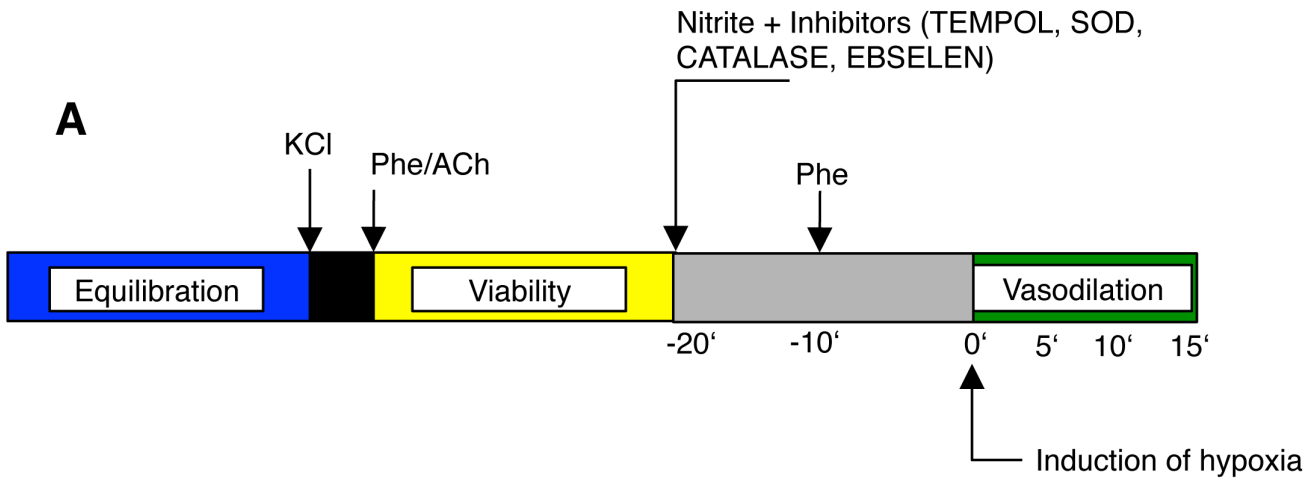 Nitrite + Inhibitors (TEMPOL, SOD,
CATALASE, EBSELEN)
A
KCl
Phe/ACh
Phe
Equilibration
Viability
Vasodilation
-20‘
-10‘
0‘
5‘
10‘
15‘
Induction of hypoxia